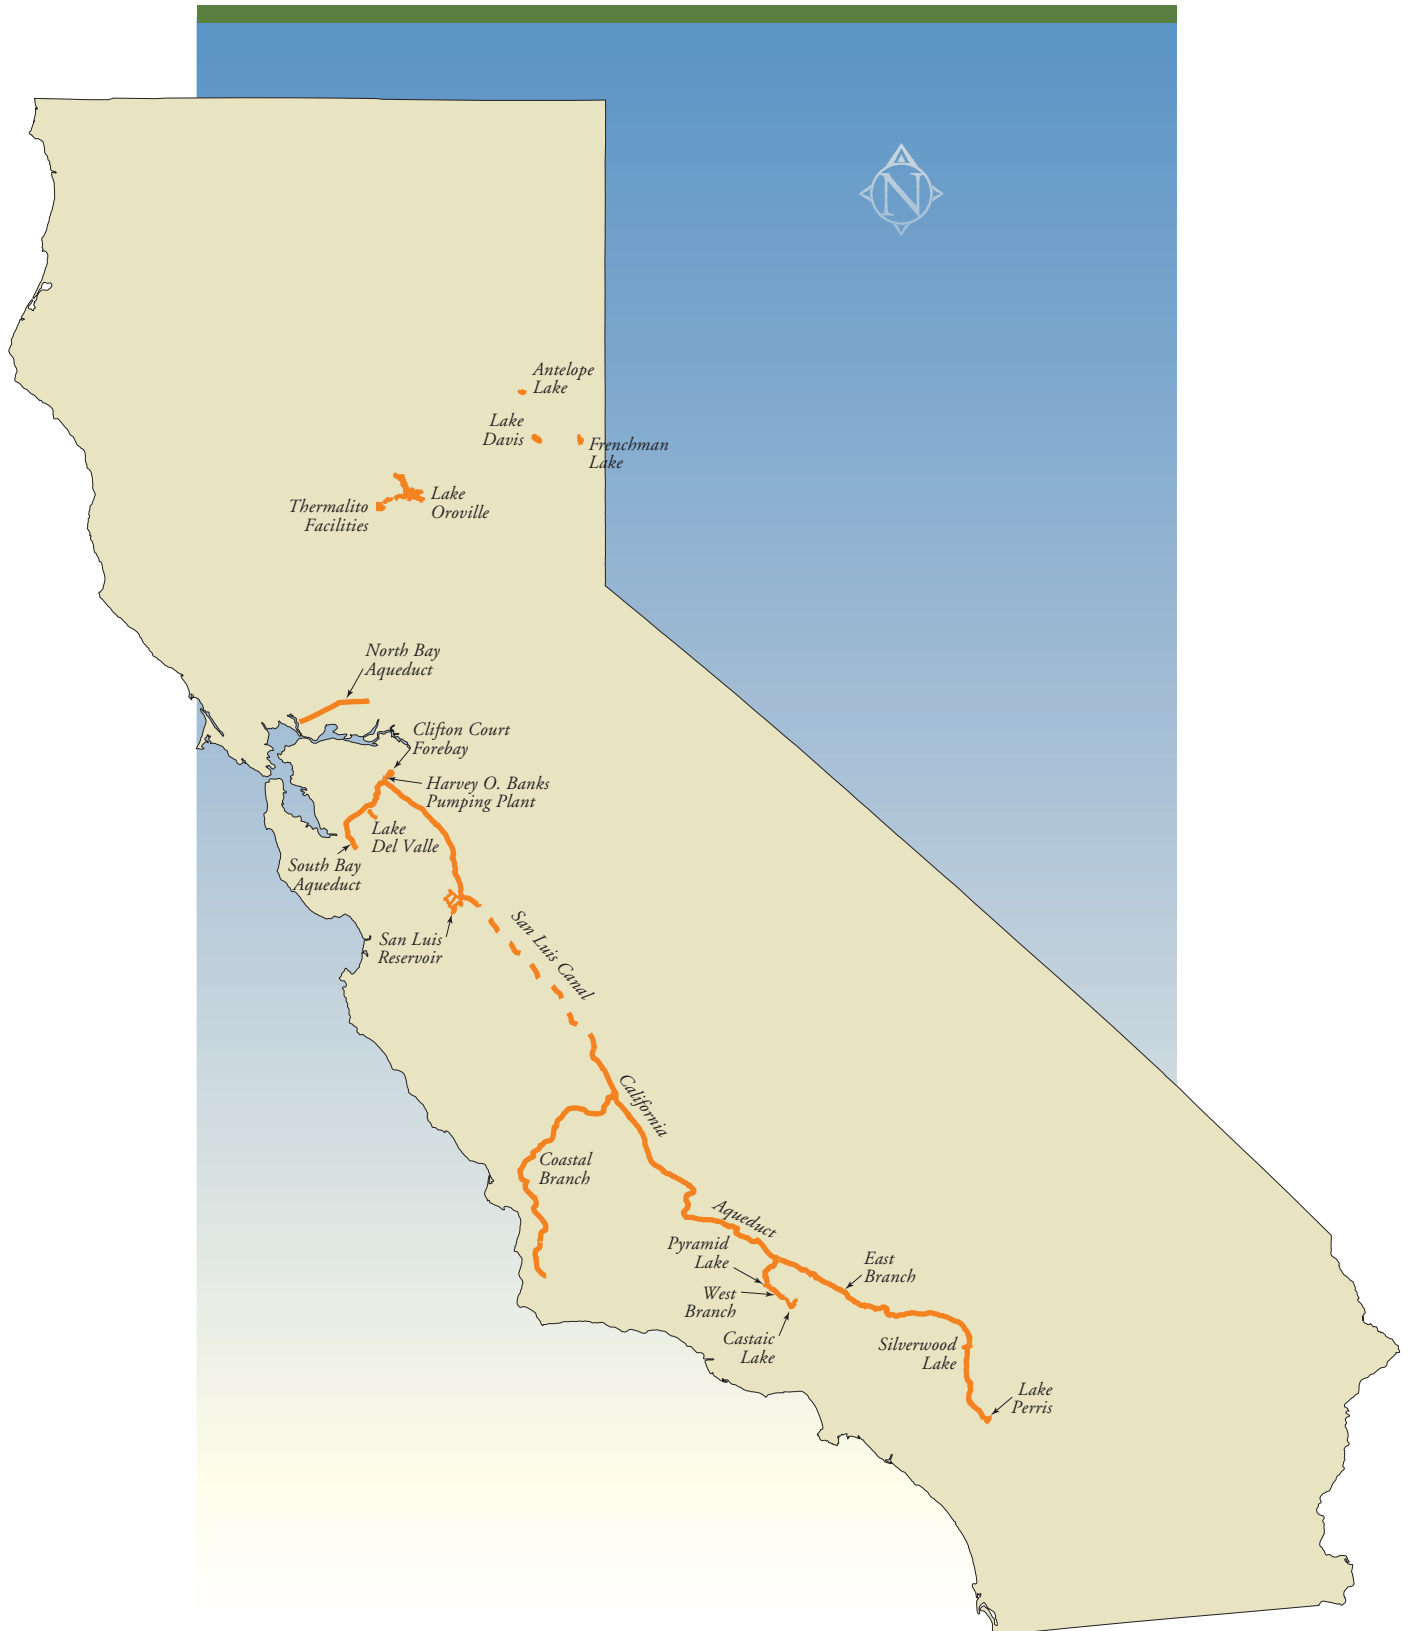 N
Antelope
Lake
Lake
Davis
Frenchman
Lake
Lake
Oroville
Thermalito
Facilities
North Bay
Aqueduct
Clifton Court
Forebay
Harvey O. Banks
Pumping Plant
Lake
Del Valle
South Bay
Aqueduct
San Luis
Reservoir
San Luis Canal
California
Coastal
Branch
Aqueduct
Pyramid
Lake
East
Branch
West
Branch
Castaic
Lake
Silverwood
Lake
Lake
Perris